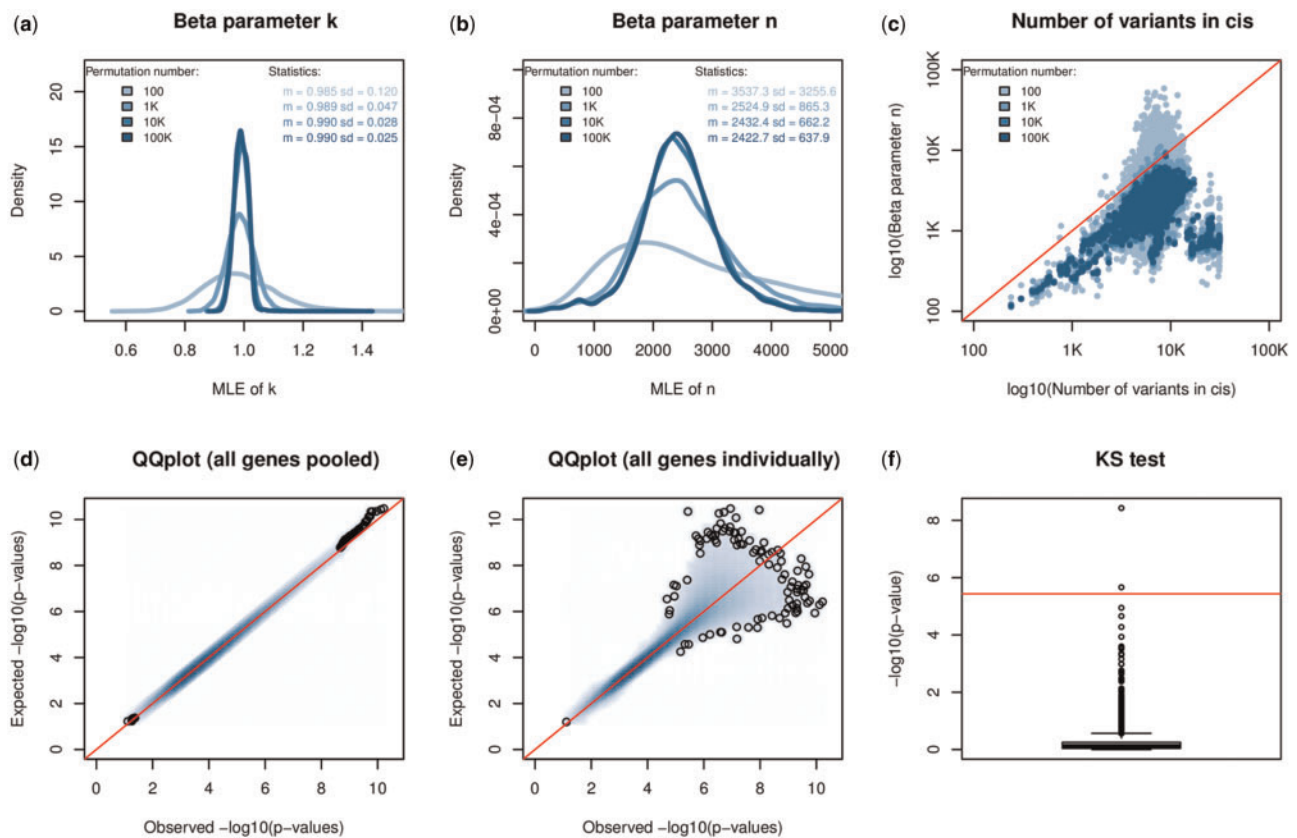 (a) Beta parameter k
Permutation number: Statistics:
100 m = 0.985 sd = 0.120
1K m = 0.989 sd = 0.047
10K m = 0.990 sd = 0.028
100K m = 0.990 sd = 0.025
Density
20
15
10
5
0
0.6 0.8 1.0 1.2 1.4
MLE of k
(b) Beta parameter n
Permutation number: Statistics:
100 m = 3537.3 sd = 3255.6
1K m = 2524.9 sd = 865.3
10K m = 2432.4 sd = 662.2
100K m = 2422.7 sd = 637.9
Density
8e−04
4e−04
0e+00
0 1000 2000 3000 4000 5000
MLE of n
(c) Number of variants in cis
Permutation number:
100
1K
10K
100K
log10(Beta parameter n)
100K
10K
1K
100
100 1K 10K 100K
log10(Number of variants in cis)
(d) QQplot (all genes pooled)
Expected −log10(p−values)
10
8
6
4
2
0
0 2 4 6 8 10
Observed −log10(p−values)
(e) QQplot (all genes individually)
Expected −log10(p−values)
10
8
6
4
2
0
0 2 4 6 8 10
Observed −log10(p−values)
(f) KS test
−log10(p−value)
8
6
4
2
0